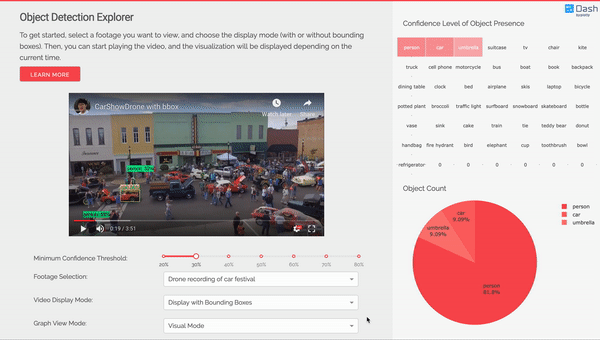 Object Detection Explorer
To get started, select a footage you want to view, and choose the display mode (with or without bounding
boxes). Then, you can start playing the video, and the visualization will be displayed depending on the
current time.
LEARN MORE
CarShowDrone with bbox
Watch later
Share
0:19 / 3:51
Minimum Confidence Threshold:
20% 30% 40% 50% 60% 70% 80%
Footage Selection:
Drone recording of car festival
Video Display Mode:
Display with Bounding Boxes
Graph View Mode:
Visual Mode
Dash
Confidence Level of Object Presence
person car umbrella suitcase tv chair kite
truck cell phone motorcycle bus boat book backpack
dining table clock bed airplane skis laptop bicycle
potted plant broccoli traffic light surfboard snowboard skateboard bottle
vase sink cake train tie teddy bear donut
handbag fire hydrant bird elephant cup toothbrush bowl
refrigerator 0 0 0 0 0 0
Object Count
car
9.09%
umbrella
9.09%
person
81.8%
person
car
umbrella